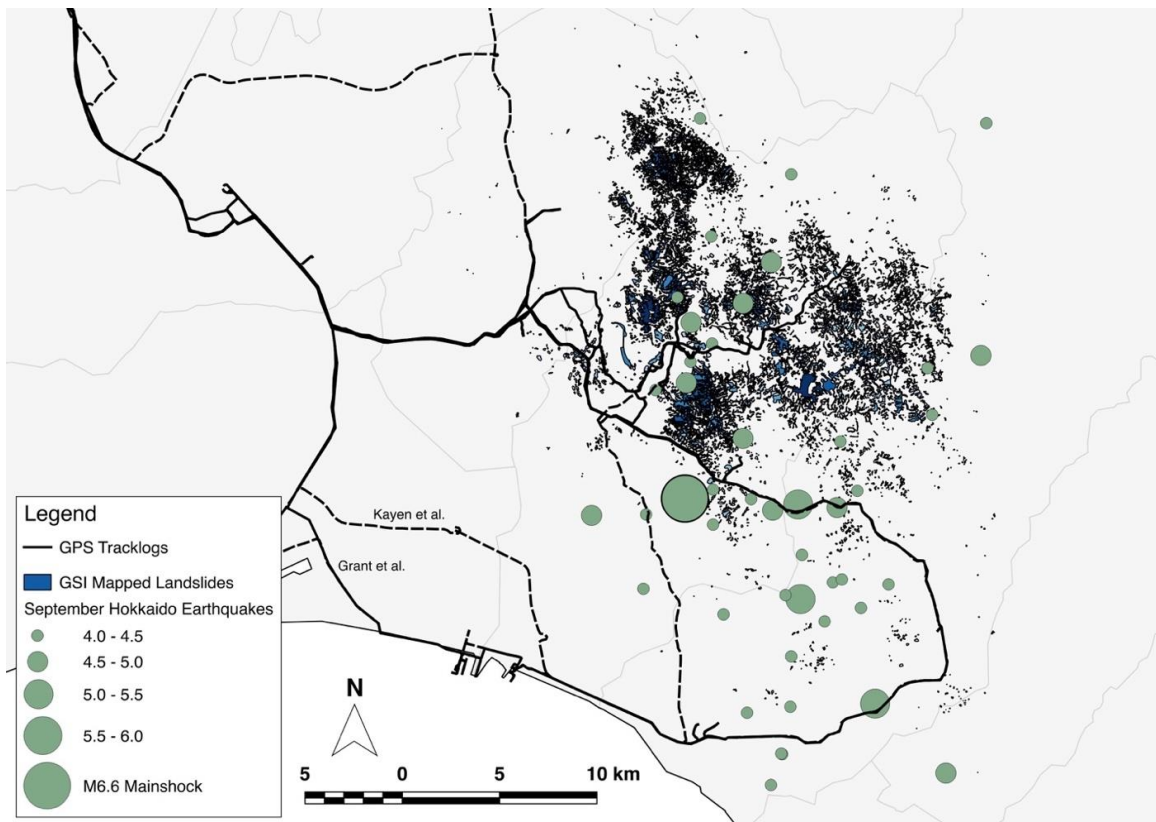 Kayen et al.
Grant et al.
Legend
GPS Tracklogs
GSI Mapped Landslides
September Hokkaido Earthquakes
4.0 - 4.5
4.5 - 5.0
5.0 - 5.5
5.5 - 6.0
M6.6 Mainshock
N
5 0 5 10 km